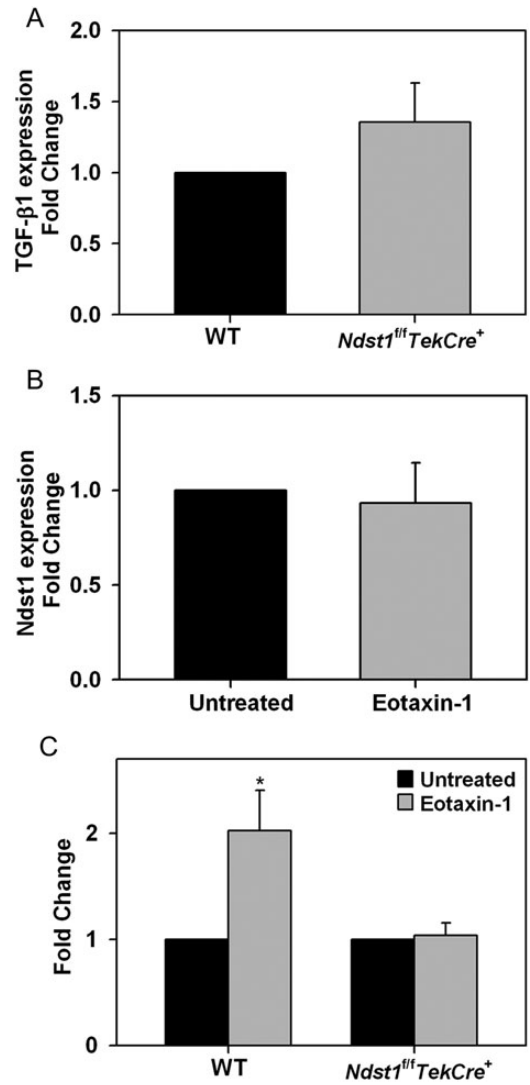 A
TGF-β1 expression
Fold Change
2.0
1.5
1.0
0.5
0.0
WT
Ndst1f/fTekCre+
B
Ndst1 expression
Fold Change
1.5
1.0
0.5
0.0
Untreated
Eotaxin-1
C
Fold Change
2
1
0
*
Untreated
Eotaxin-1
WT
Ndst1f/fTekCre+